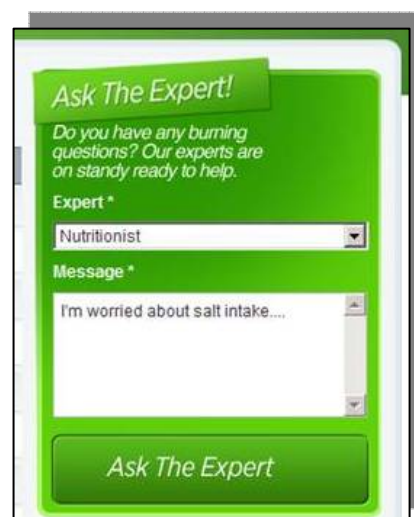 Ask The Expert!
Do you have any burning
questions? Our experts are
on standy ready to help.
Expert *
Nutritionist
Message *
I'm worried about salt intake....
Ask The Expert